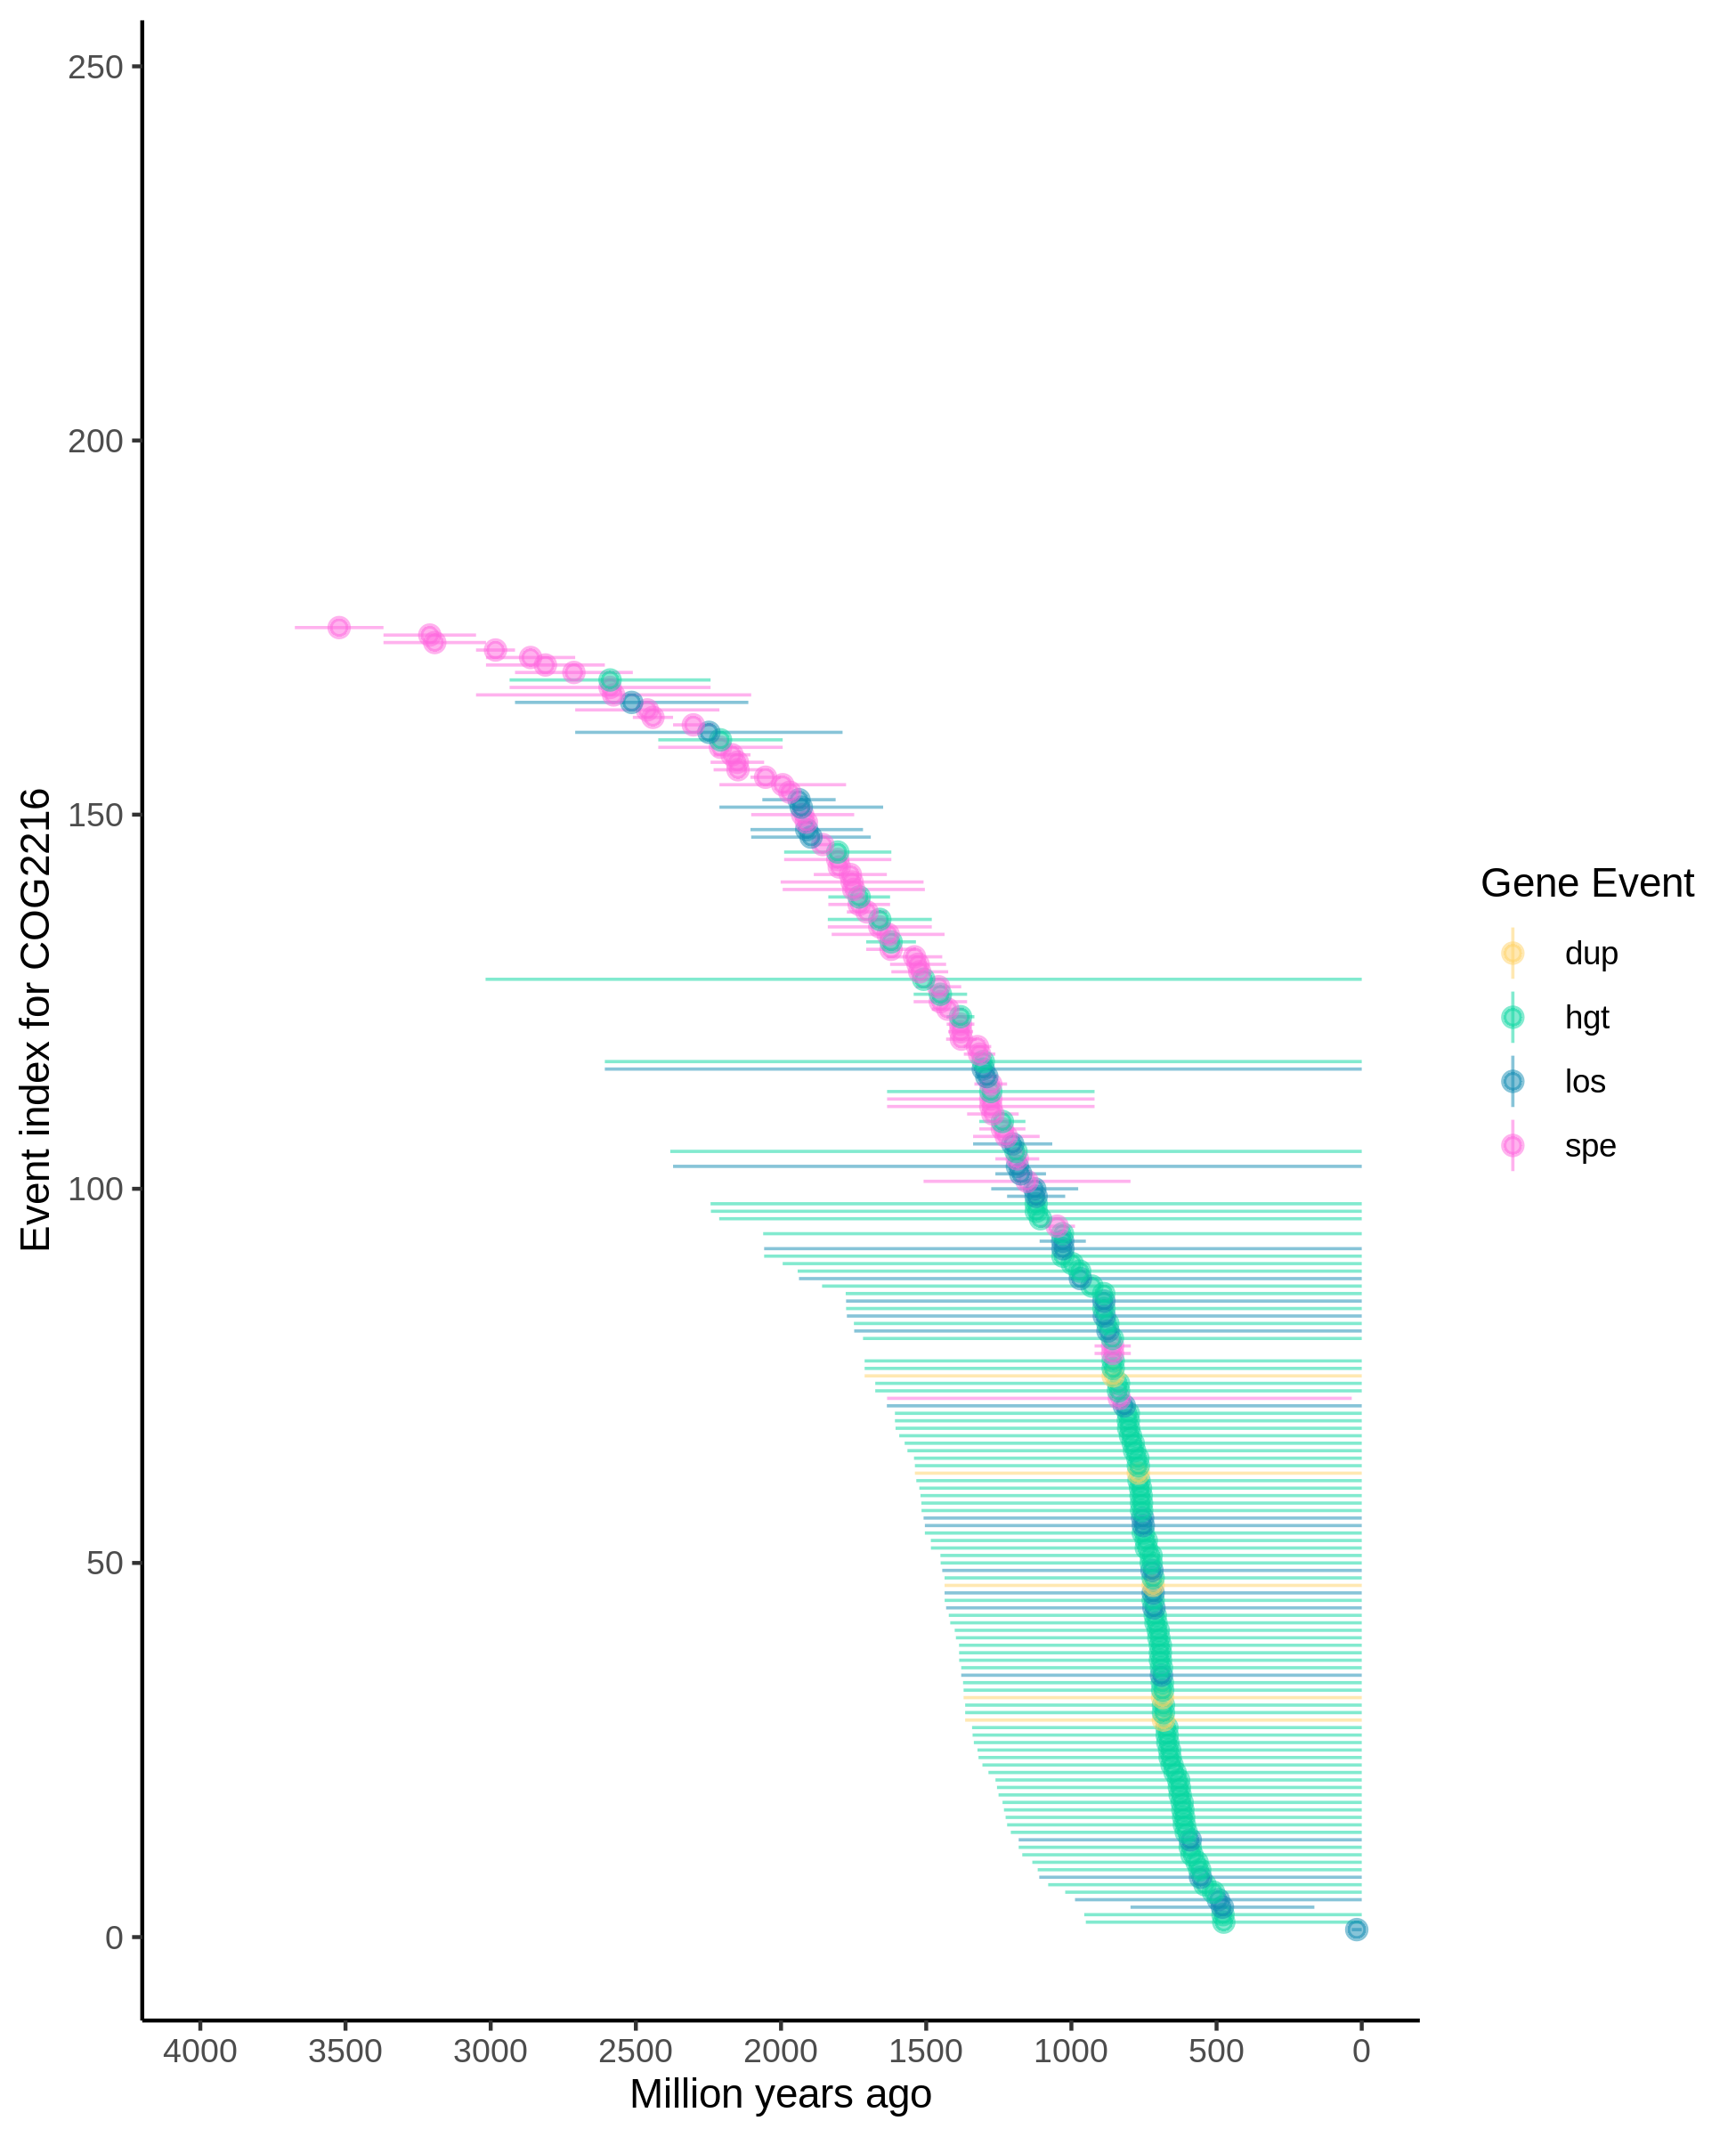 250
200
150
100
50
0
Event index for COG2216
4000 3500 3000 2500 2000 1500 1000 500 0
Million years ago
Gene Event
dup
hgt
los
spe